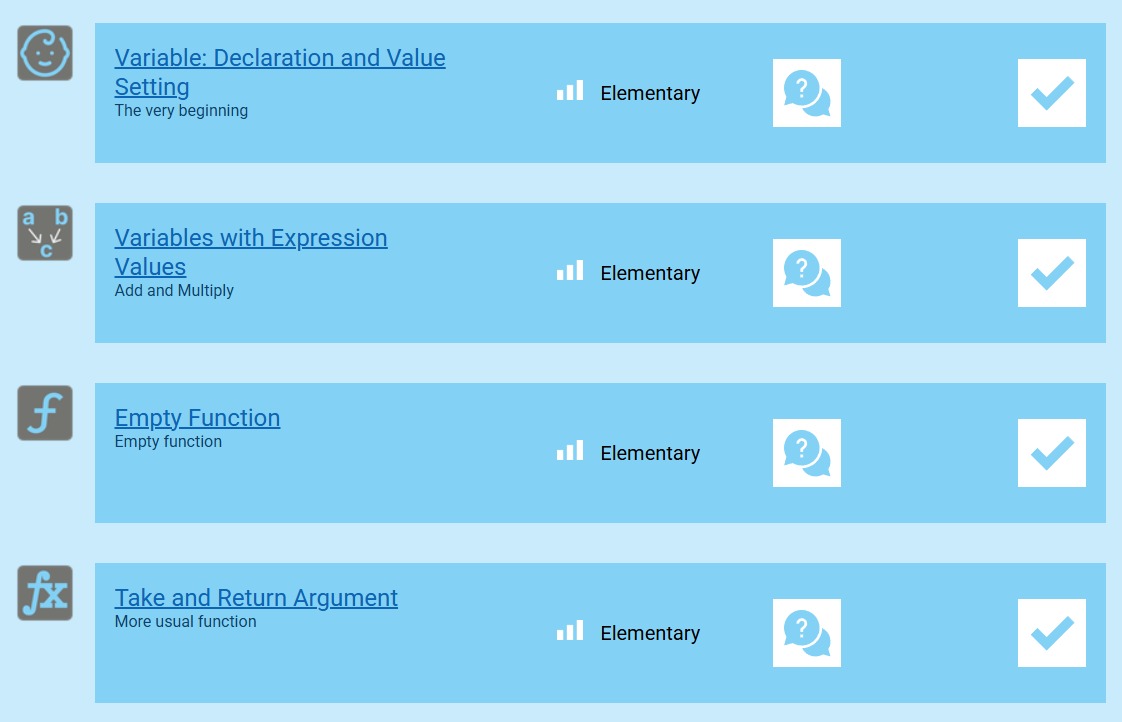 Variable: Declaration and Value
Setting
The very beginning
Elementary
?
a b
c
Variables with Expression
Values
Add and Multiply
Elementary
?
f
Empty Function
Empty function
Elementary
?
fx
Take and Return Argument
More usual function
Elementary
?